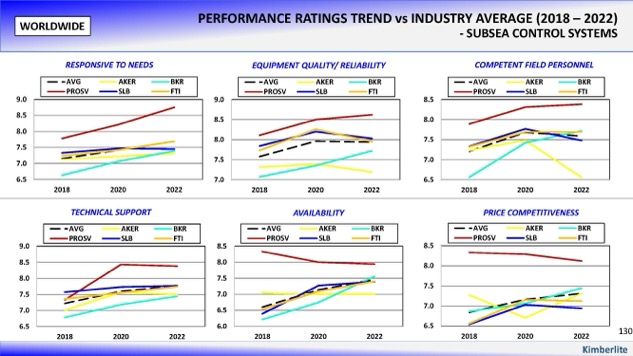 WORLDWIDE
PERFORMANCE RATINGS TREND vs INDUSTRY AVERAGE (2018 – 2022)
- SUBSEA CONTROL SYSTEMS
RESPONSIVE TO NEEDS
AVG AKER BKR
PROSV SLB FTI
9.0
8.5
8.0
7.5
7.0
6.5
2018 2020 2022
EQUIPMENT QUALITY/ RELIABILITY
AVG AKER BKR
PROSV SLB FTI
9.0
8.5
8.0
7.5
7.0
2018 2020 2022
COMPETENT FIELD PERSONNEL
AVG AKER BKR
PROSV SLB FTI
8.5
8.0
7.5
7.0
6.5
2018 2020 2022
TECHNICAL SUPPORT
AVG AKER BKR
PROSV SLB FTI
9.0
8.5
8.0
7.5
7.0
6.5
6.0
2018 2020 2022
AVAILABILITY
AVG AKER BKR
PROSV SLB FTI
8.5
8.0
7.5
7.0
6.5
6.0
2018 2020 2022
PRICE COMPETITIVENESS
AVG AKER BKR
PROSV SLB FTI
8.5
8.0
7.5
7.0
6.5
2018 2020 2022
130
Kimberlite